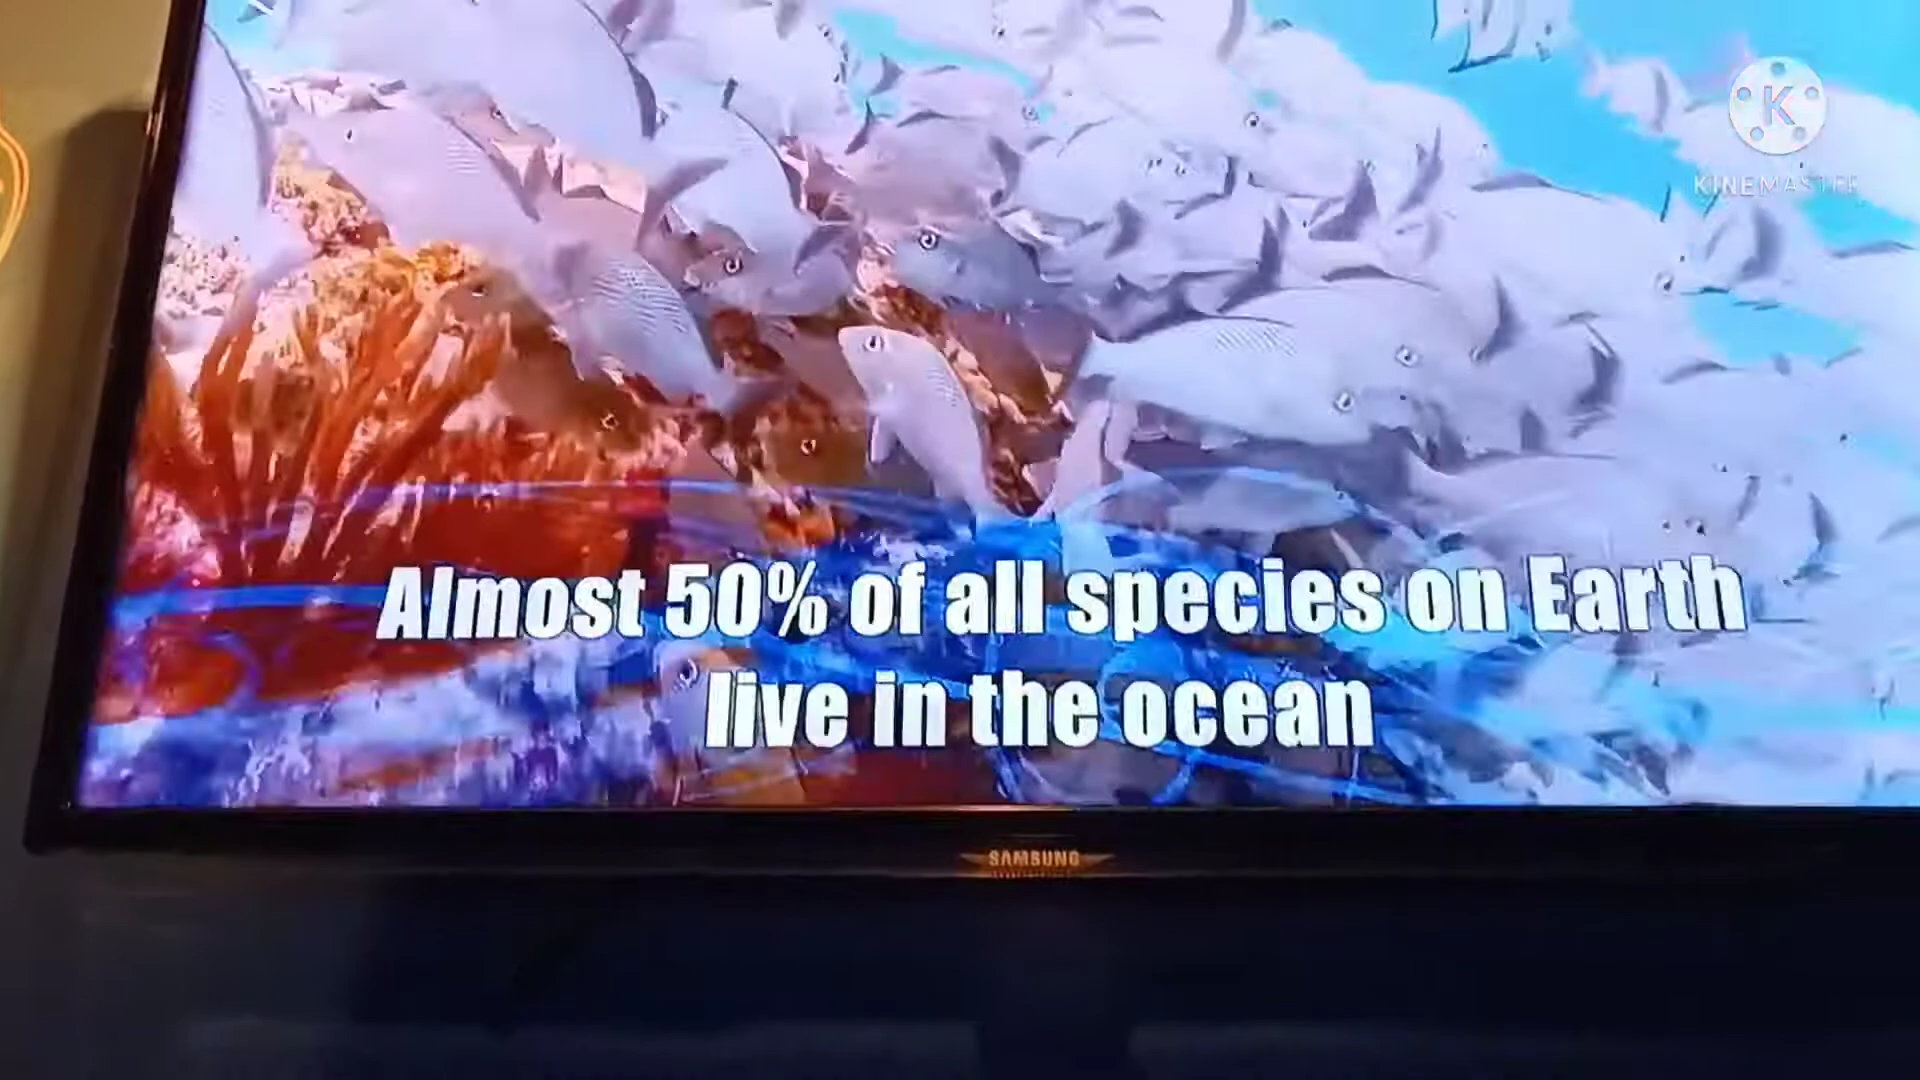 K
KINEMASTER
Almost 50% of all species on Earth
live in the ocean
SAMSUNG